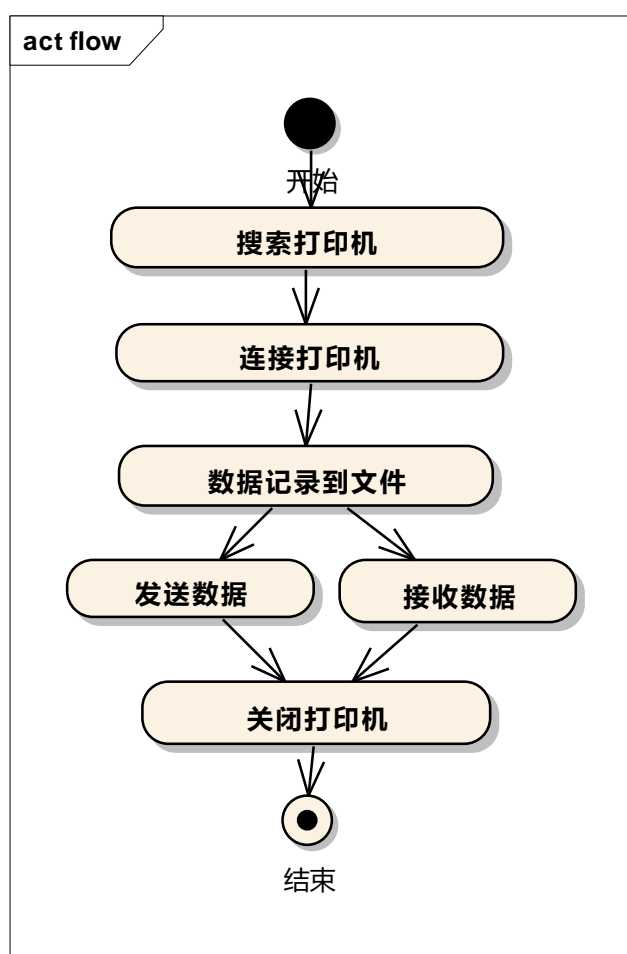 act flow
开始
搜索打印机
连接打印机
数据记录到文件
发送数据
接收数据
关闭打印机
结束